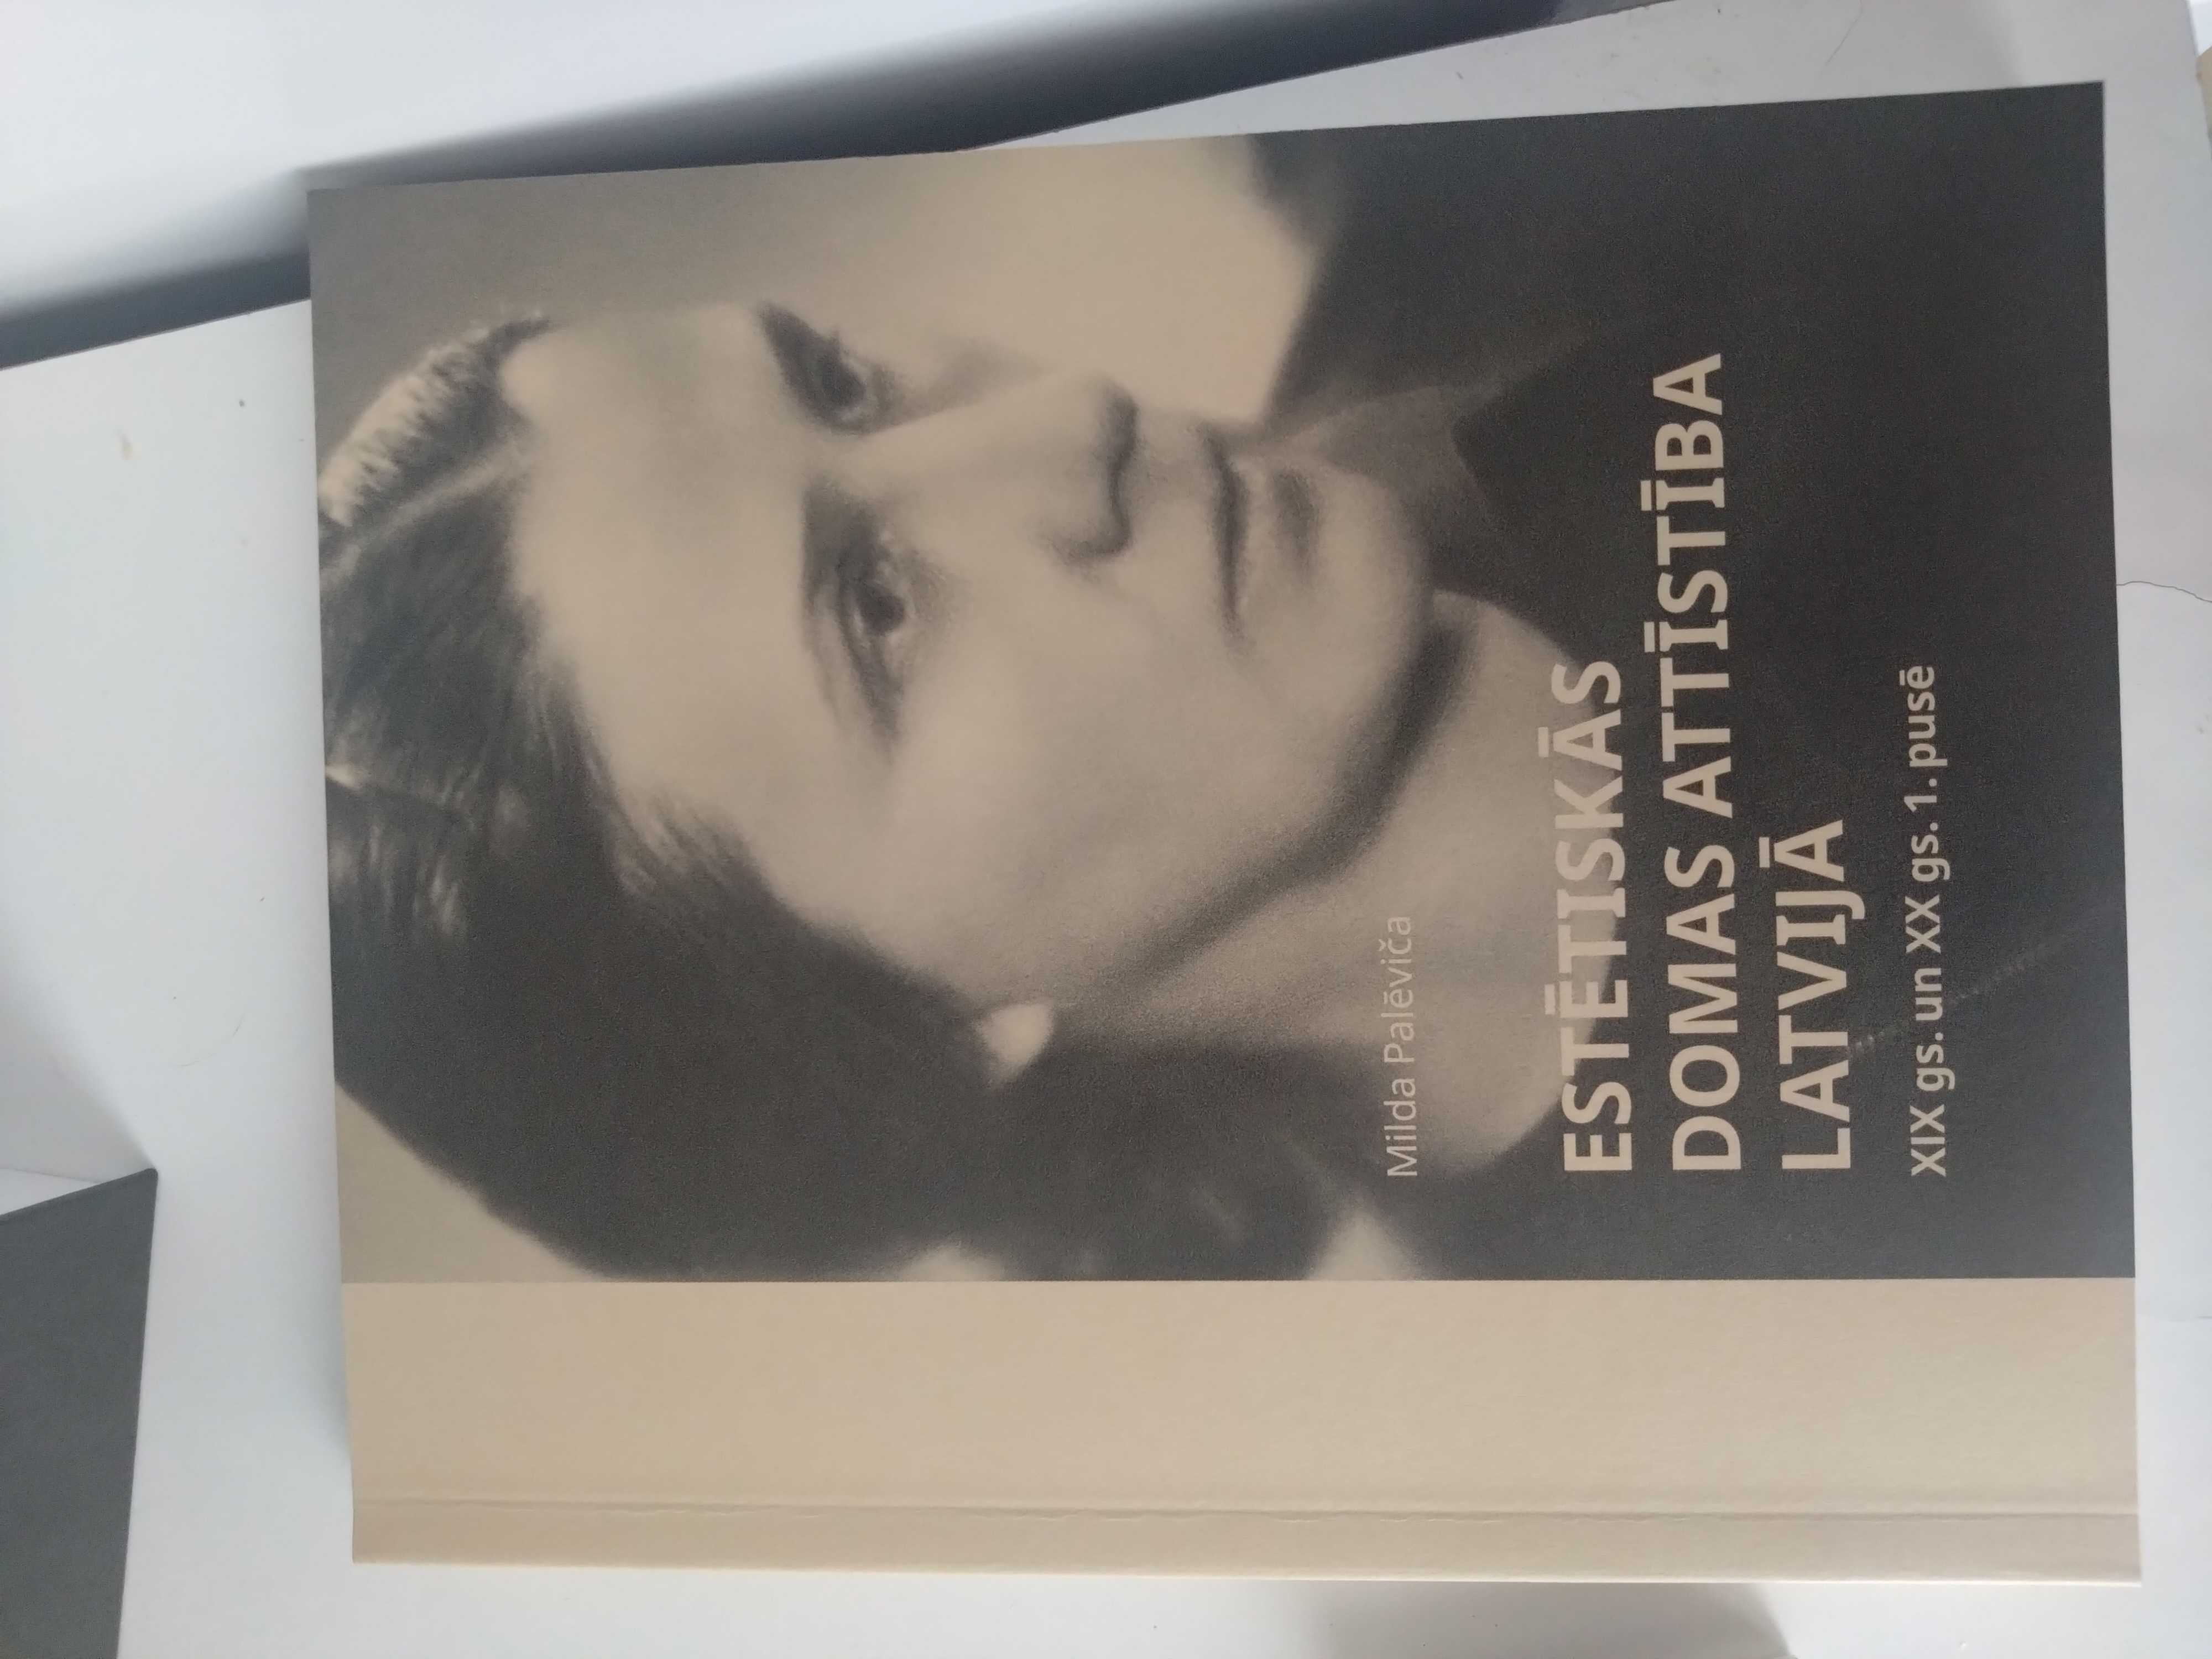 Milda Palēviča
ESTĒTISKĀS
DOMAS ATTĪSTĪBA
LATVIJĀ
XIX gs. un XX gs. 1. pusē